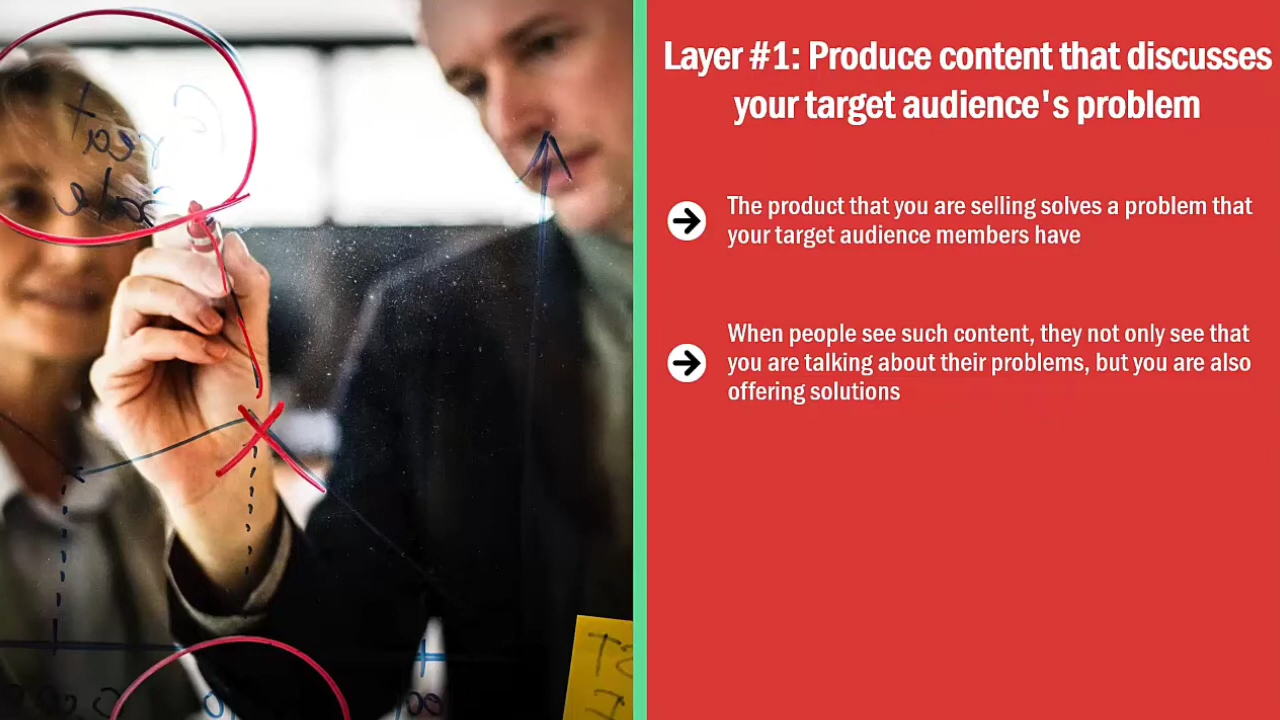 Layer #1: Produce content that discusses
your target audience's problem
The product that you are selling solves a problem that
your target audience members have
When people see such content, they not only see that
you are talking about their problems, but you are also
offering solutions
Great